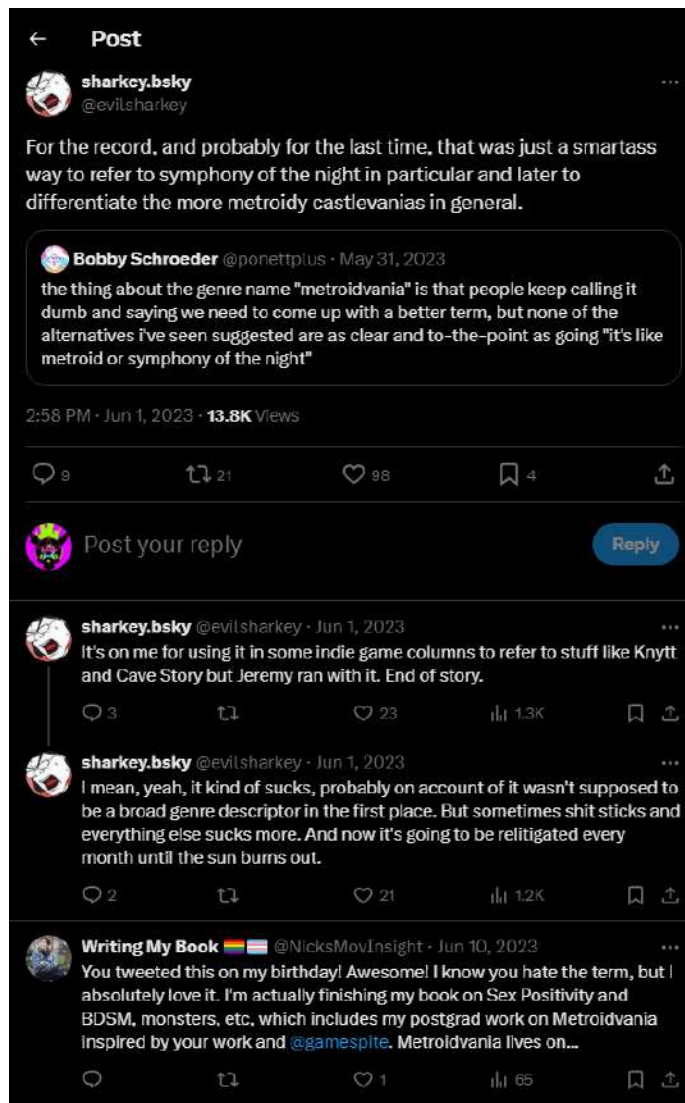 Post
sharkey.bsky
@evilsharkey
For the record, and probably for the last time, that was just a smartass
way to refer to symphony of the night in particular and later to
differentiate the more metroidy castlevanias in general.
Bobby Schroeder @ponettplus · May 31, 2023
the thing about the genre name "metroidvania" is that people keep calling it
dumb and saying we need to come up with a better term, but none of the
alternatives i've seen suggested are as clear and to-the-point as going "it's like
metroid or symphony of the night"
2:58 PM · Jun 1, 2023 · 13.8K Views
9 21 98 4
Post your reply
Reply
sharkey.bsky @evilsharkey · Jun 1, 2023
It's on me for using it in some indie game columns to refer to stuff like Knytt
and Cave Story but Jeremy ran with it. End of story.
3 23 1.3K
sharkey.bsky @evilsharkey · Jun 1, 2023
I mean, yeah, it kind of sucks, probably on account of it wasn't supposed to
be a broad genre descriptor in the first place. But sometimes shit sticks and
everything else sucks more. And now it's going to be relitigated every
month until the sun burns out.
2 21 1.2K
Writing My Book @NicksMovInsight · Jun 10, 2023
You tweeted this on my birthday! Awesome! I know you hate the term, but I
absolutely love it. I'm actually finishing my book on Sex Positivity and
BDSM, monsters, etc, which includes my postgrad work on Metroidvania
inspired by your work and @gamespite. Metroidvania lives on...
1 65